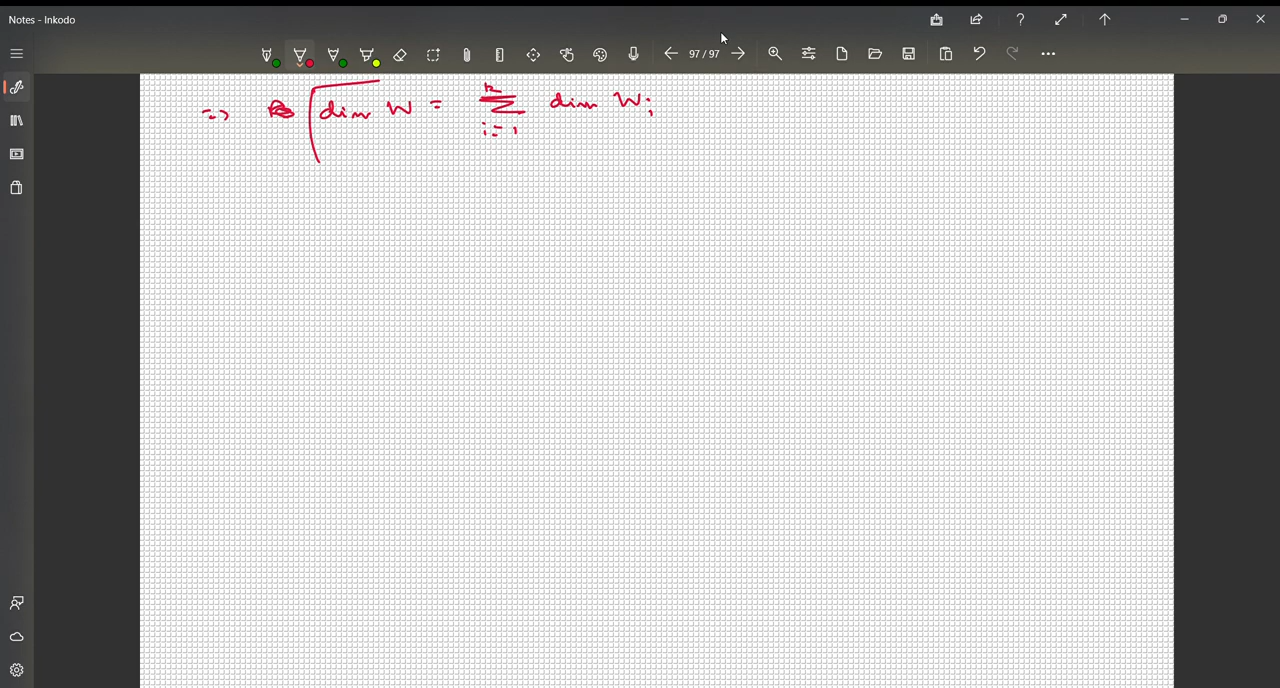 Notes - Inkodo
97 / 97
=> dim W = k Σ i=1 dim Wi